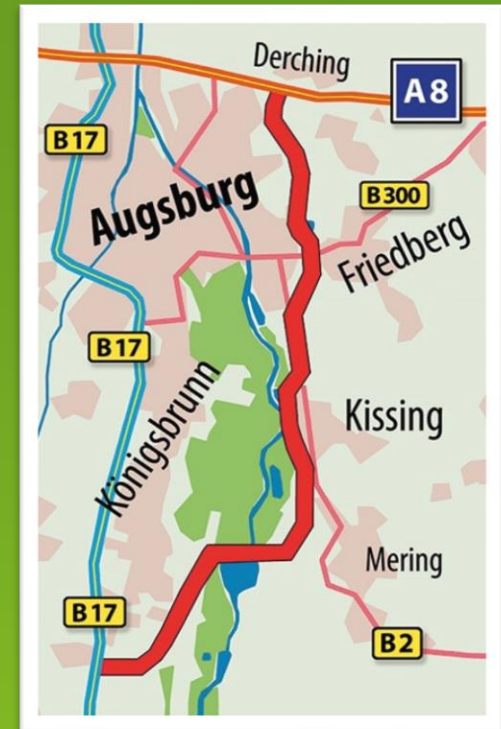 Derching
A8
B17
B300
Augsburg
Friedberg
B17
Königsbrunn
Kissing
Mering
B17
B2